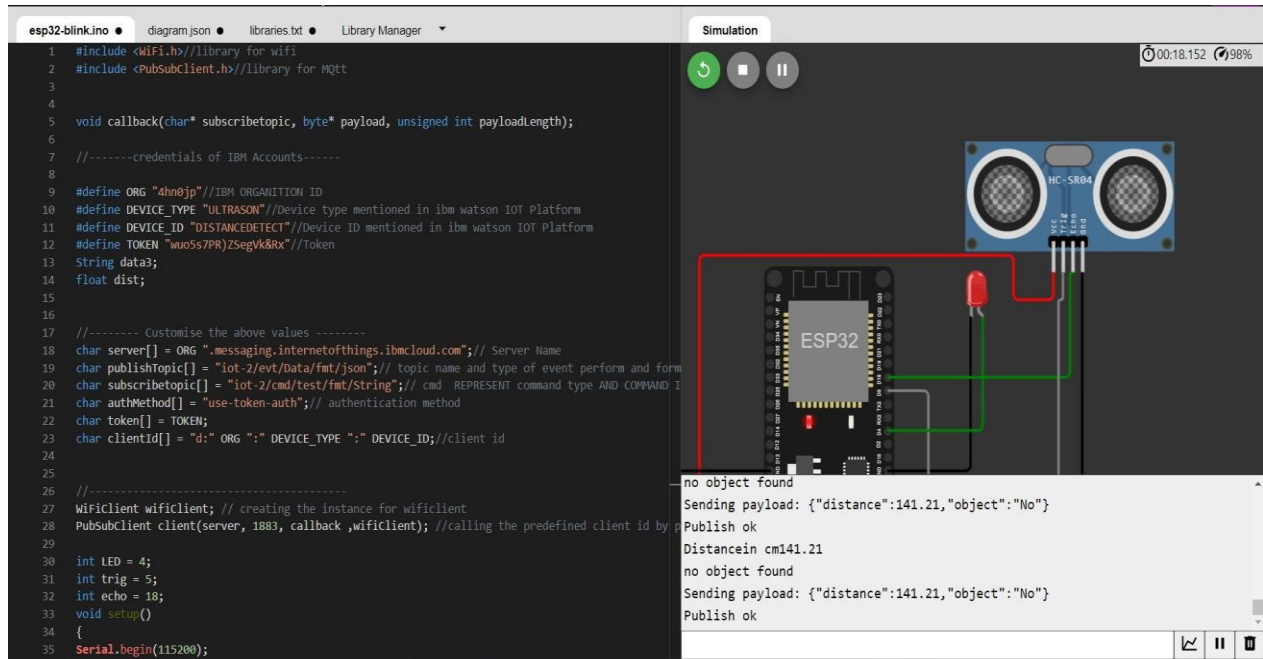 esp32-blink.ino ● diagram.json ● libraries.txt ● Library Manager
1 #include <WiFi.h>//library for wifi
2 #include <PubSubClient.h>//library for MQtt
3
4
5 void callback(char* subscribetopic, byte* payload, unsigned int payloadLength);
6
7 //-------credentials of IBM Accounts------
8
9 #define ORG "4hn0jp"//IBM ORGANITION ID
10 #define DEVICE_TYPE "ULTRASON"//Device type mentioned in ibm watson IOT Platform
11 #define DEVICE_ID "DISTANCEDETECT"//Device ID mentioned in ibm watson IOT Platform
12 #define TOKEN "wuo5s7PR)ZSegVk&Rx"//Token
13 String data3;
14 float dist;
15
16
17 //-------- Customise the above values --------
18 char server[] = ORG ".messaging.internetofthings.ibmcloud.com";// Server Name
19 char publishTopic[] = "iot-2/evt/Data/fmt/json";// topic name and type of event perform and form
20 char subscribetopic[] = "iot-2/cmd/test/fmt/String";// cmd REPRESENT command type AND COMMAND I
21 char authMethod[] = "use-token-auth";// authentication method
22 char token[] = TOKEN;
23 char clientId[] = "d:" ORG ":" DEVICE_TYPE ":" DEVICE_ID;//client id
24
25
26 //-----------------------------------------
27 WiFiClient wifiClient; // creating the instance for wificlient
28 PubSubClient client(server, 1883, callback ,wifiClient); //calling the predefined client id by p
29
30 int LED = 4;
31 int trig = 5;
32 int echo = 18;
33 void setup()
34 {
35 Serial.begin(115200);
Simulation
00:18.152 98%
HC-SR04
Vcc
Trig
Echo
Gnd
ESP32
no object found
Sending payload: {"distance":141.21,"object":"No"}
Publish ok
Distancein cm141.21
no object found
Sending payload: {"distance":141.21,"object":"No"}
Publish ok